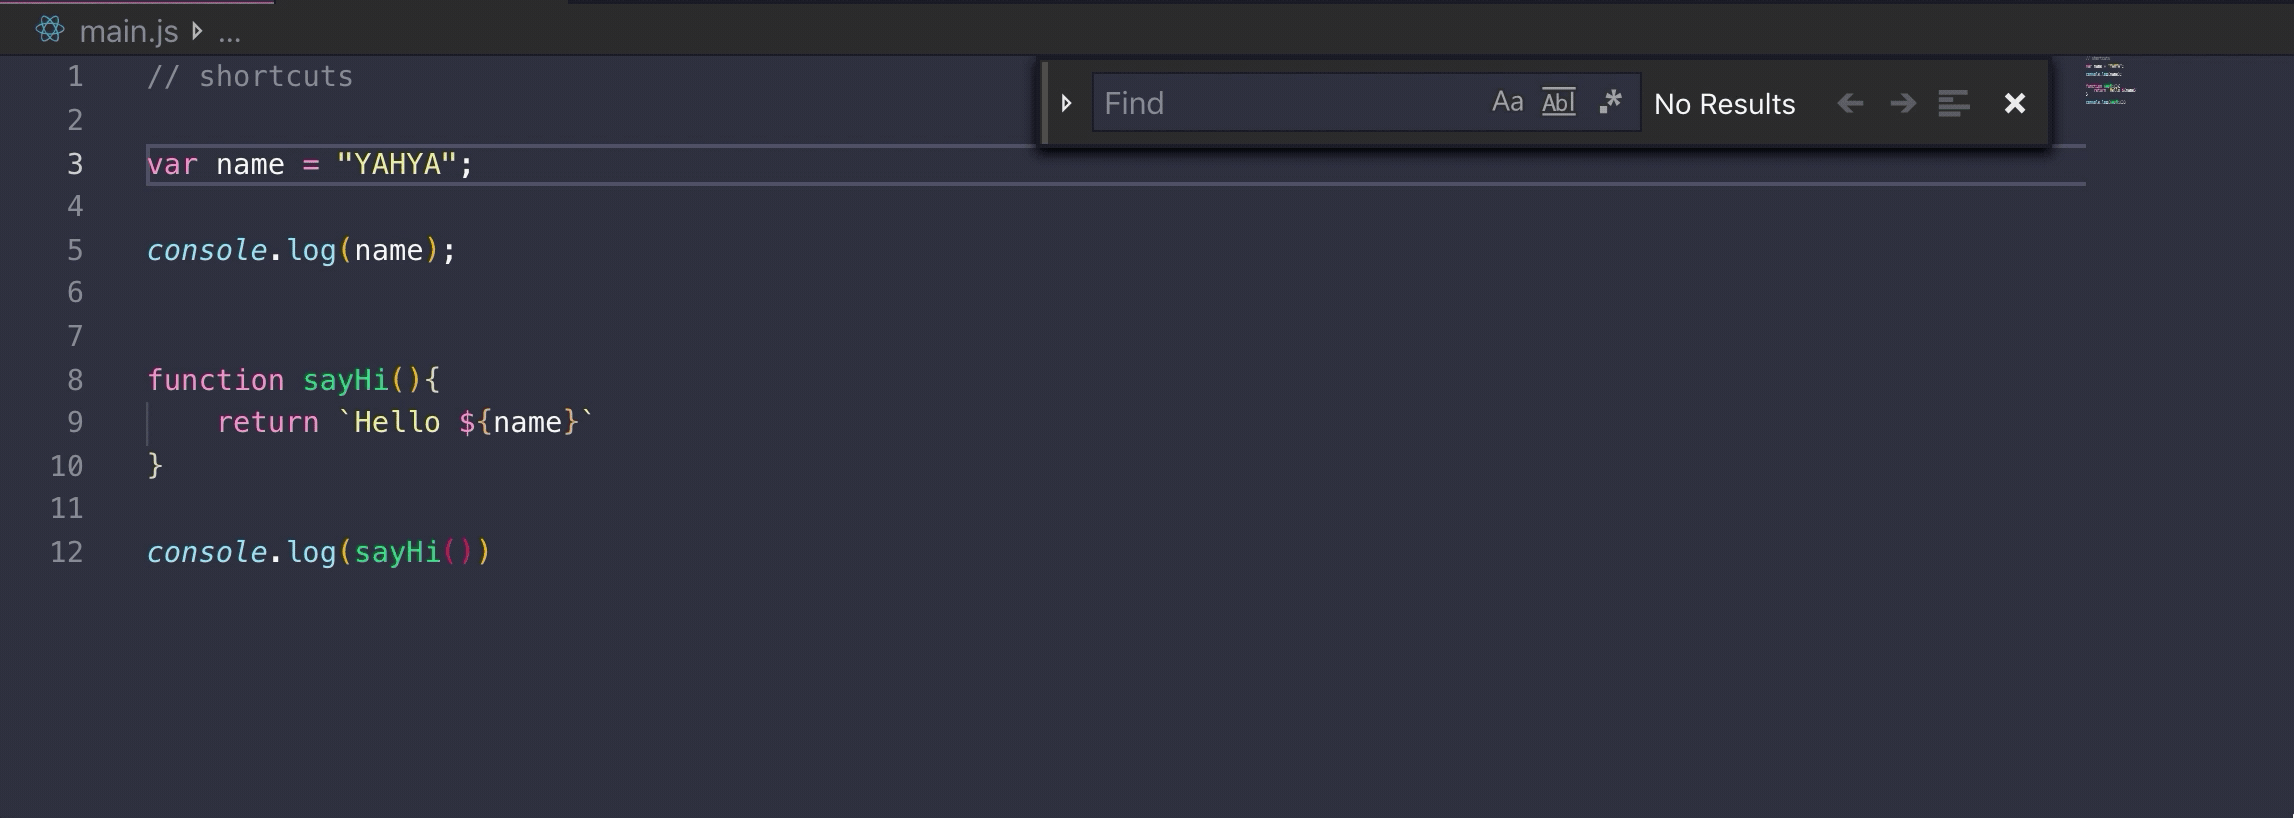 main.js ...
1 // shortcuts
2
3 var name = "YAHYA";
4
5 console.log(name);
6
7
8 function sayHi(){
9     return `Hello ${name}`
10 }
11
12 console.log(sayHi())
Find Aa Abl .* No Results